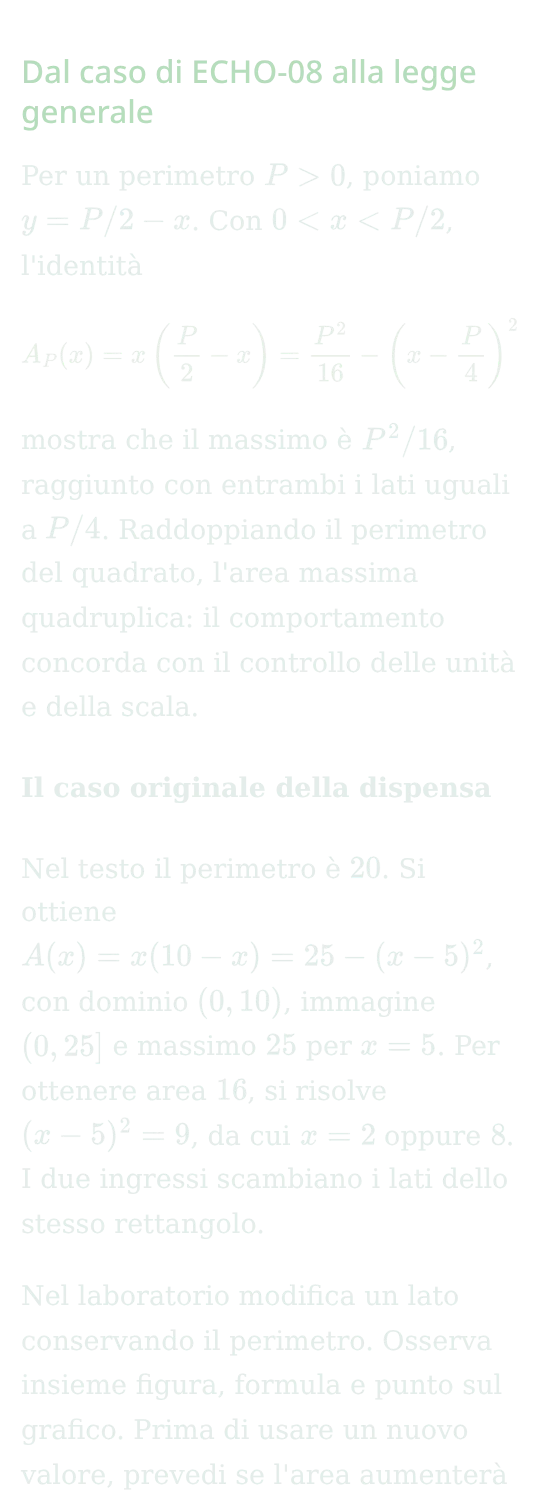 Dal caso di ECHO-08 alla legge
generale
Per un perimetro P > 0, poniamo
y = P/2 − x. Con 0 < x < P/2,
l'identità
A_P(x) = x(P/2 − x) = P²/16 − (x − P/4)²
mostra che il massimo è P²/16,
raggiunto con entrambi i lati uguali
a P/4. Raddoppiando il perimetro
del quadrato, l'area massima
quadruplica: il comportamento
concorda con il controllo delle unità
e della scala.
Il caso originale della dispensa
Nel testo il perimetro è 20. Si
ottiene
A(x) = x(10 − x) = 25 − (x − 5)²,
con dominio (0, 10), immagine
(0, 25] e massimo 25 per x = 5. Per
ottenere area 16, si risolve
(x − 5)² = 9, da cui x = 2 oppure 8.
I due ingressi scambiano i lati dello
stesso rettangolo.
Nel laboratorio modifica un lato
conservando il perimetro. Osserva
insieme figura, formula e punto sul
grafico. Prima di usare un nuovo
valore, prevedi se l'area aumenterà